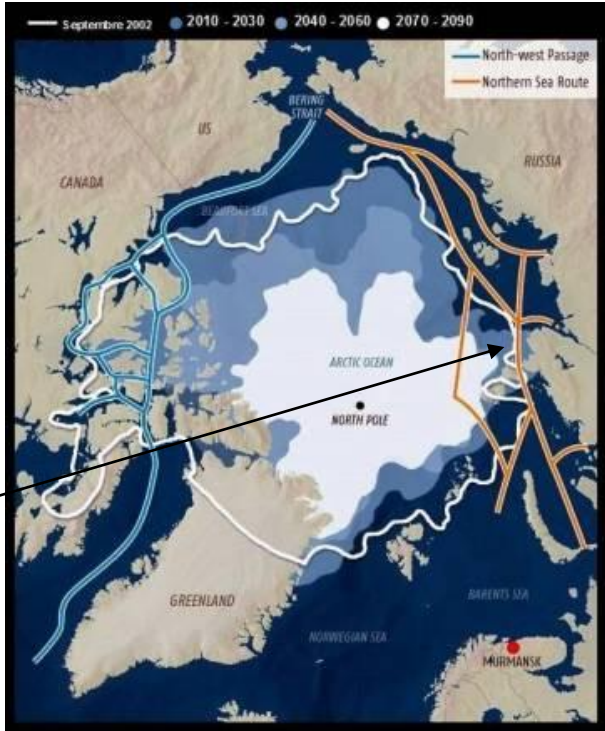 Septembre 2002 2010 - 2030 2040 - 2060 2070 - 2090
North-west Passage
Northern Sea Route
BERING
STRAIT
US
RUSSIA
CANADA
BEAUFORT SEA
ARCTIC OCEAN
NORTH POLE
GREENLAND
BARENTS SEA
NORWEGIAN SEA
MURMANSK